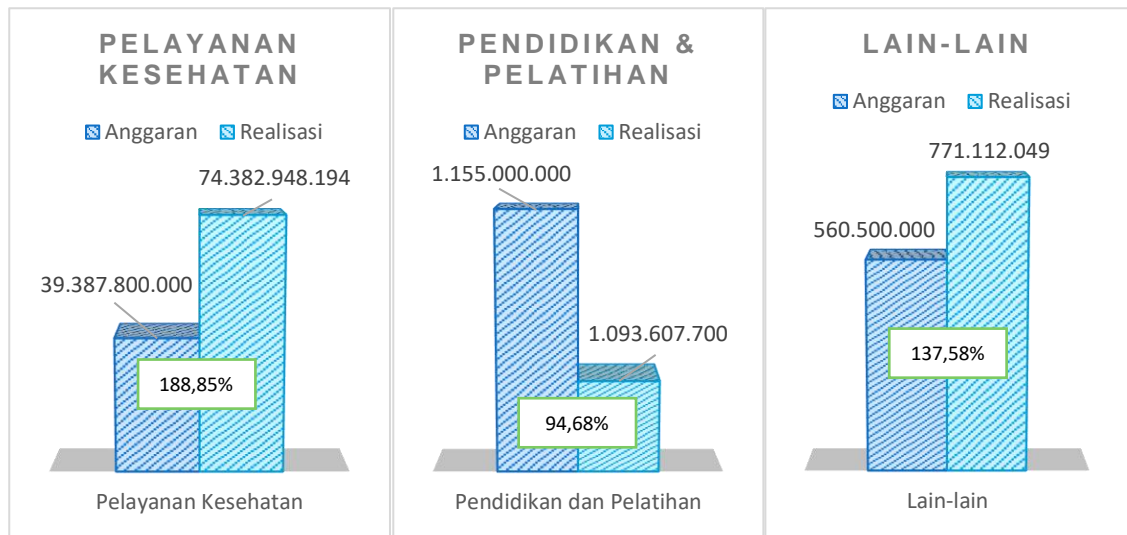 PELAYANAN
KESEHATAN
Anggaran Realisasi
74.382.948.194
39.387.800.000
188,85%
Pelayanan Kesehatan
PENDIDIKAN &
PELATIHAN
Anggaran Realisasi
1.155.000.000
1.093.607.700
94,68%
Pendidikan dan Pelatihan
LAIN-LAIN
Anggaran Realisasi
771.112.049
560.500.000
137,58%
Lain-lain